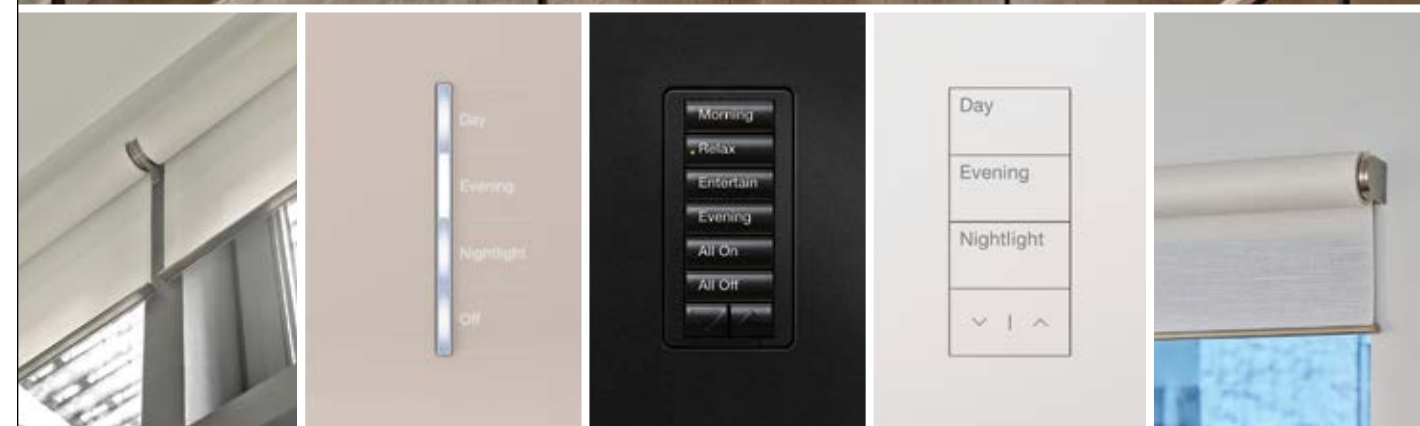 Day
Evening
Nightlight
Off
Morning
Relax
Entertain
Evening
All On
All Off
Day
Evening
Nightlight